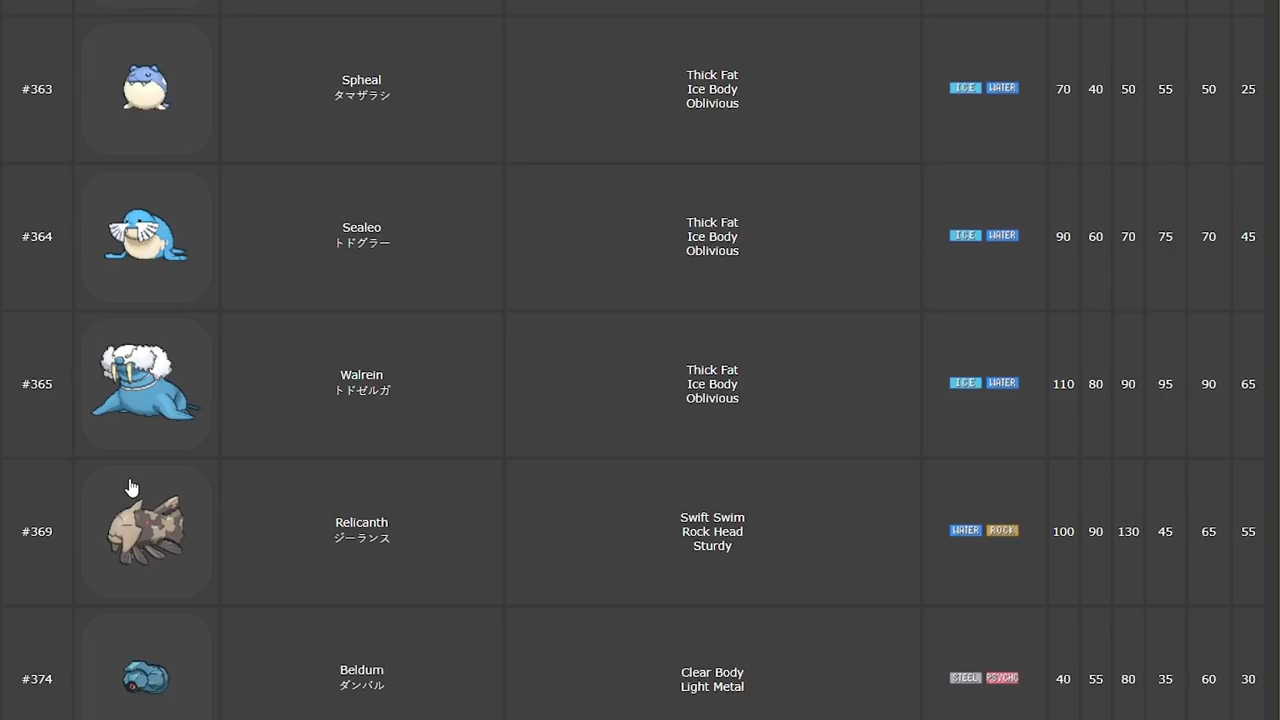 #363
Spheal
タマザラシ
Thick Fat
Ice Body
Oblivious
ICE WATER
70 40 50 55 50 25
#364
Sealeo
トドグラー
Thick Fat
Ice Body
Oblivious
ICE WATER
90 60 70 75 70 45
#365
Walrein
トドゼルガ
Thick Fat
Ice Body
Oblivious
ICE WATER
110 80 90 95 90 65
#369
Relicanth
ジーランス
Swift Swim
Rock Head
Sturdy
WATER ROCK
100 90 130 45 65 55
#374
Beldum
ダンバル
Clear Body
Light Metal
STEEL PSYCHC
40 55 80 35 60 30